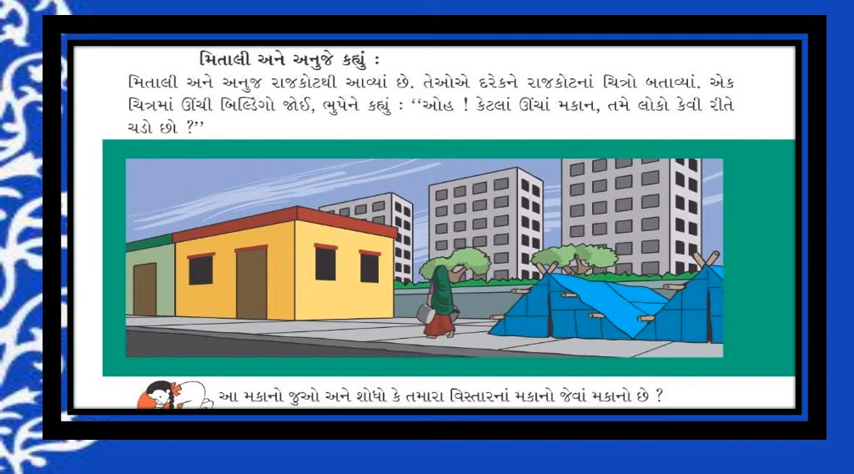 મિતાલી અને અનુજે કહ્યું :
મિતાલી અને અનુજ રાજકોટથી આવ્યાં છે. તેઓએ દરેકને રાજકોટનાં ચિત્રો બતાવ્યાં. એક
ચિત્રમાં ઊંચી બિલ્ડિંગો જોઈ, ભુપેને કહ્યું : “ઓહ ! કેટલાં ઊંચાં મકાન, તમે લોકો કેવી રીતે
ચડો છો ?”
આ મકાનો જુઓ અને શોધો કે તમારા વિસ્તારનાં મકાનો જેવાં મકાનો છે ?